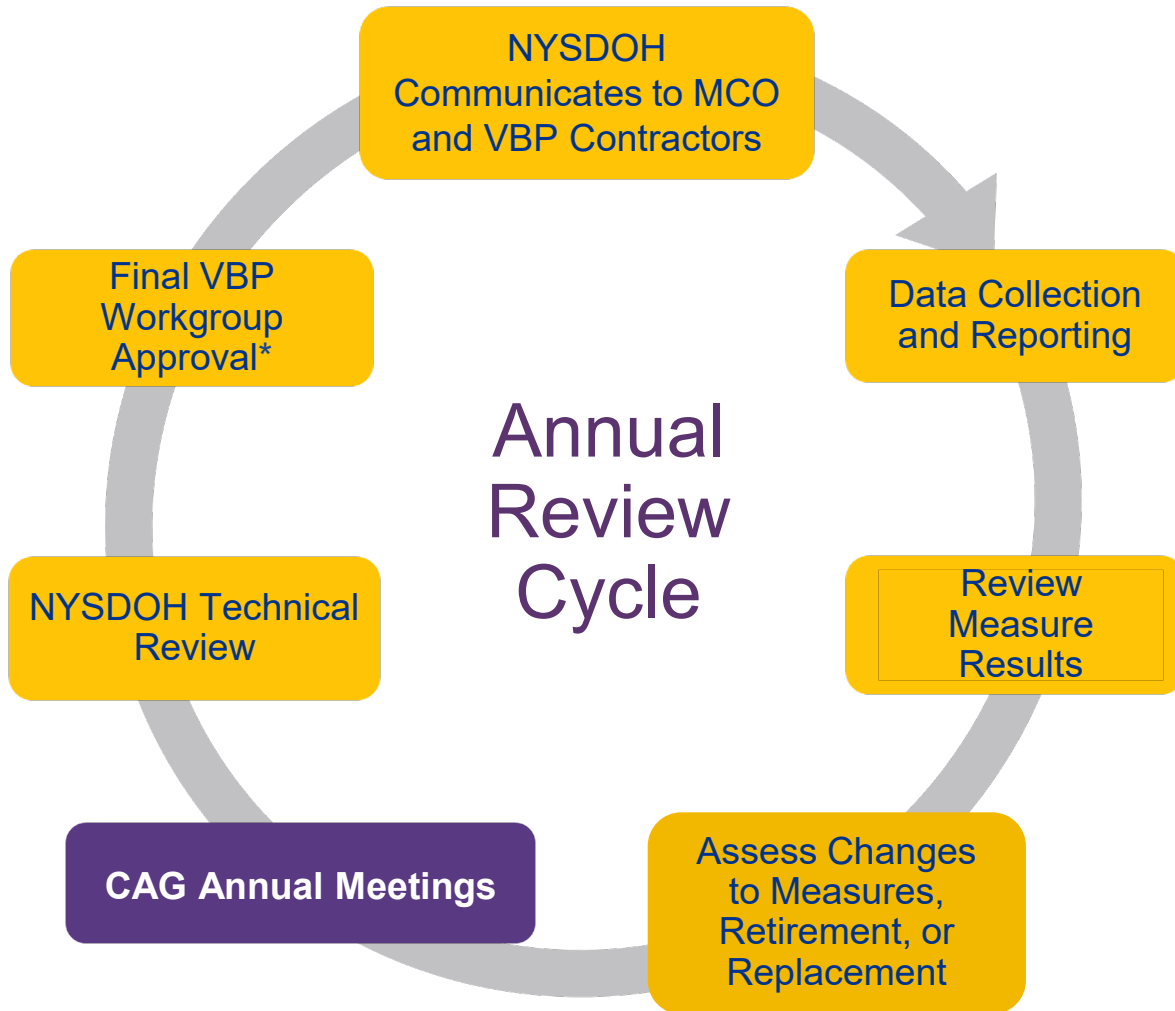 NYSDOH
Communicates to MCO
and VBP Contractors
Data Collection
and Reporting
Review
Measure
Results
Assess Changes
to Measures,
Retirement, or
Replacement
CAG Annual Meetings
NYSDOH Technical
Review
Final VBP
Workgroup
Approval*
Annual
Review
Cycle